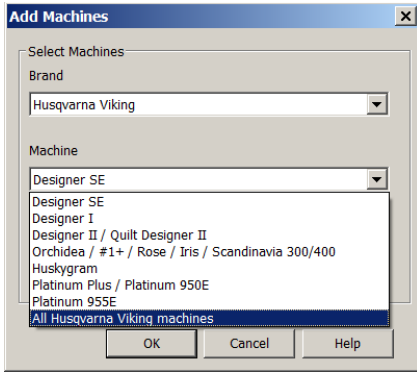 Add Machines
Select Machines
Brand
Husqvarna Viking
Machine
Designer SE
Designer SE
Designer I
Designer II / Quilt Designer II
Orchidea / #1+ / Rose / Iris / Scandinavia 300/400
Huskygram
Platinum Plus / Platinum 950E
Platinum 955E
All Husqvarna Viking machines
OK Cancel Help